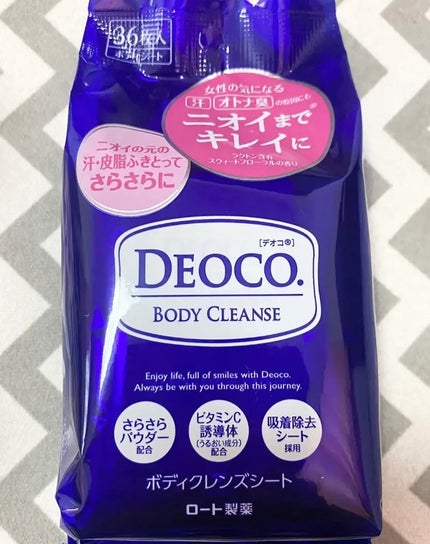 36枚入
ボディシート
女性の気になる
汗 オトナ臭 の原因にも
ニオイまで
キレイに
ラクトン含有
スウィートフローラルの香り
ニオイの元の
汗・皮脂ふきとって
さらさらに
[デオコ®]
DEOCO.
BODY CLEANSE
Enjoy life, full of smiles with Deoco.
Always be with you through this journey.
さらさら
パウダー
配合
ビタミンC
誘導体
(うるおい成分)
配合
吸着除去
シート
採用
ボディクレンズシート
ロート製薬